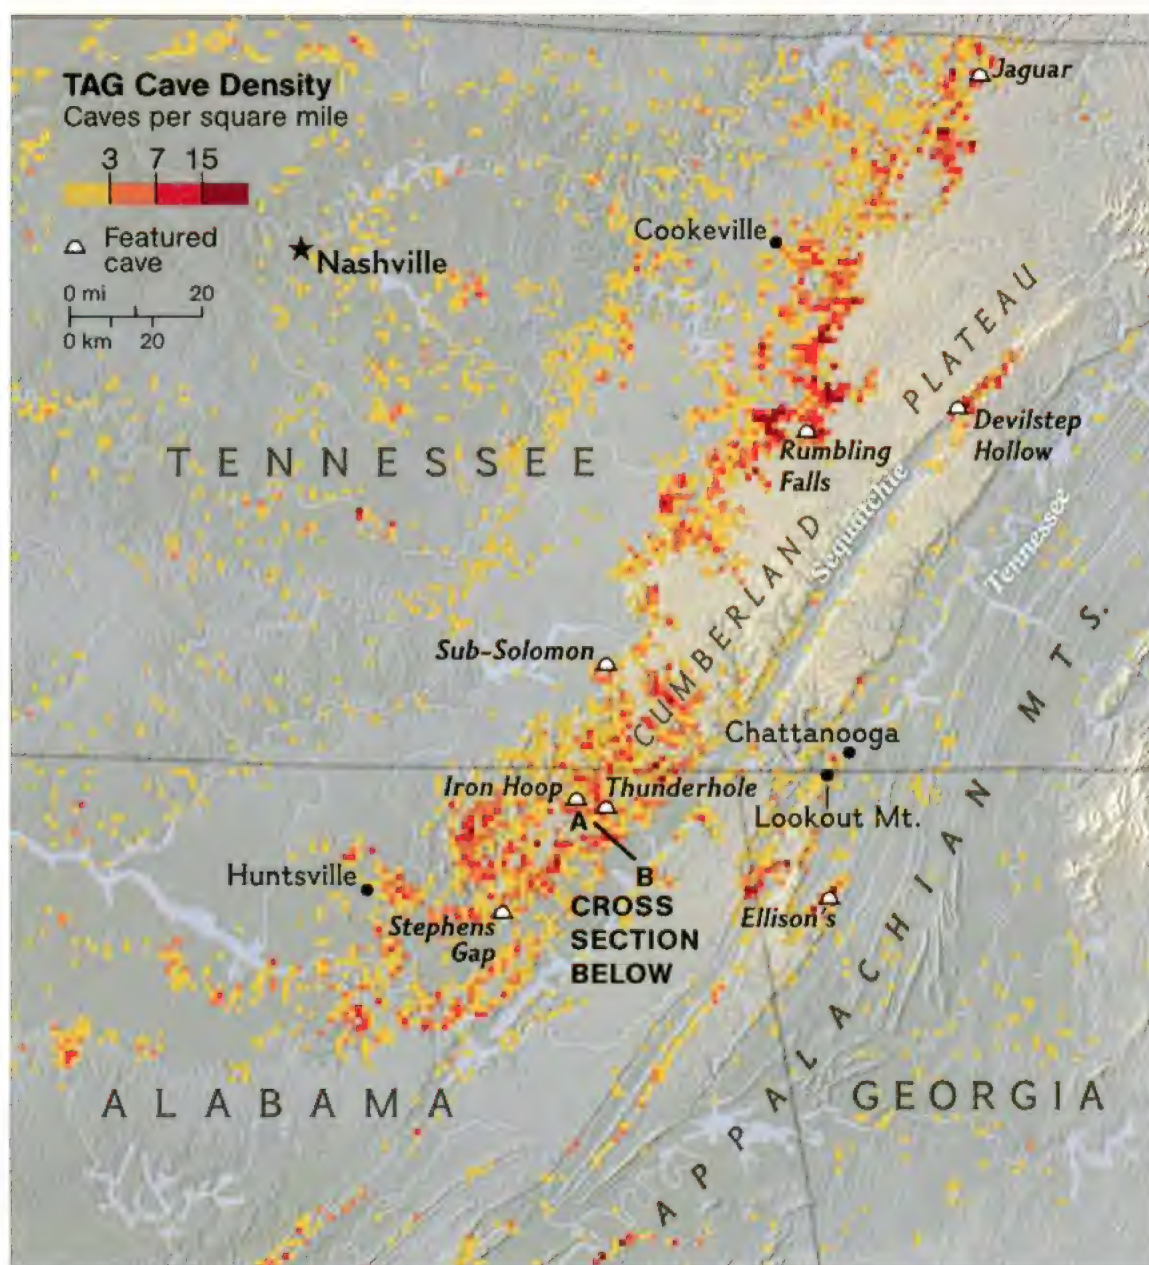 TAG Cave Density
Caves per square mile
3 7 15
Featured
cave
0 mi 20
0 km 20
Jaguar
Cookeville
Nashville
PLATEAU
Devilstep
Hollow
TENNESSEE
Rumbling
Falls
Sequatchie
CUMBERLAND
Tennessee
Sub-Solomon
MTS.
Chattanooga
Iron Hoop
Thunderhole
A
Lookout Mt.
B
Huntsville
CROSS
SECTION
BELOW
Ellison's
Stephens
Gap
APPALACHIAN
ALABAMA
GEORGIA